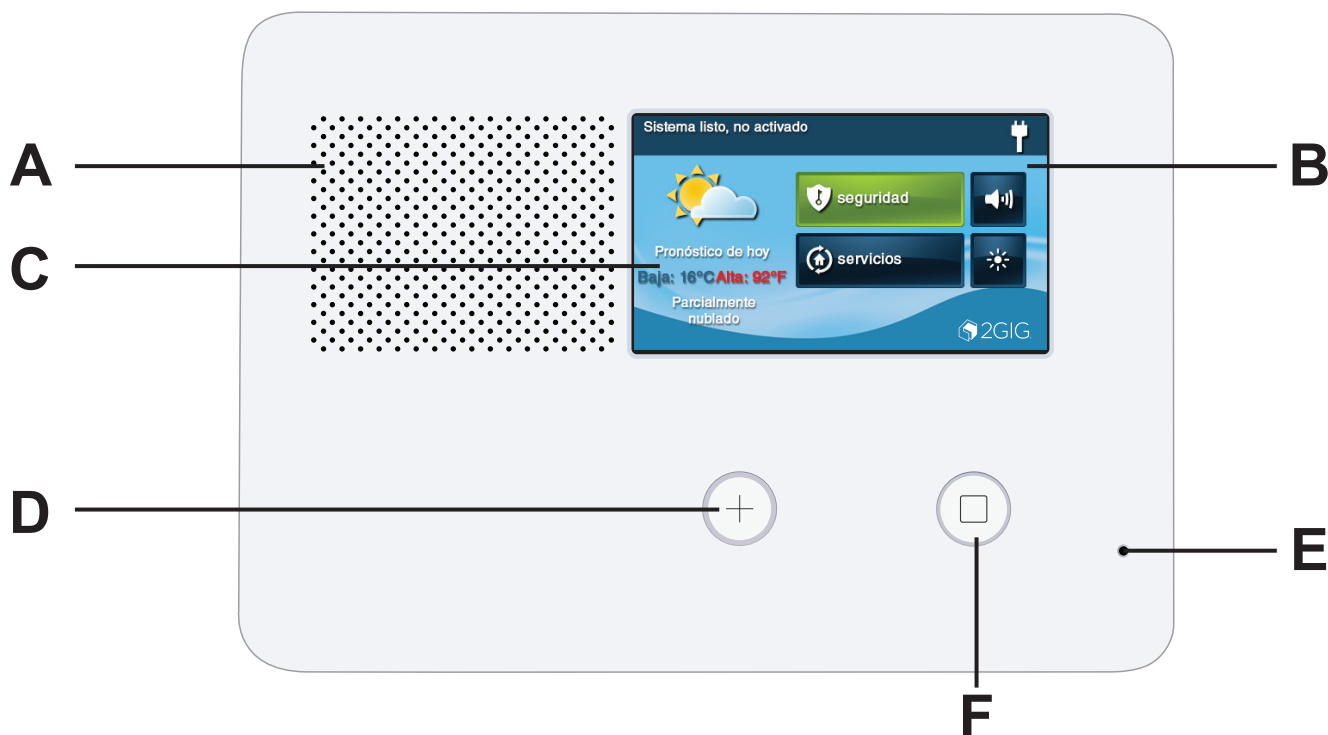 Sistema listo, no activado
A
B
seguridad
Pronóstico de hoy
servicios
C
Baja: 16°C Alta: 92°F
Parcialmente
nublado
2GIG
D
E
F